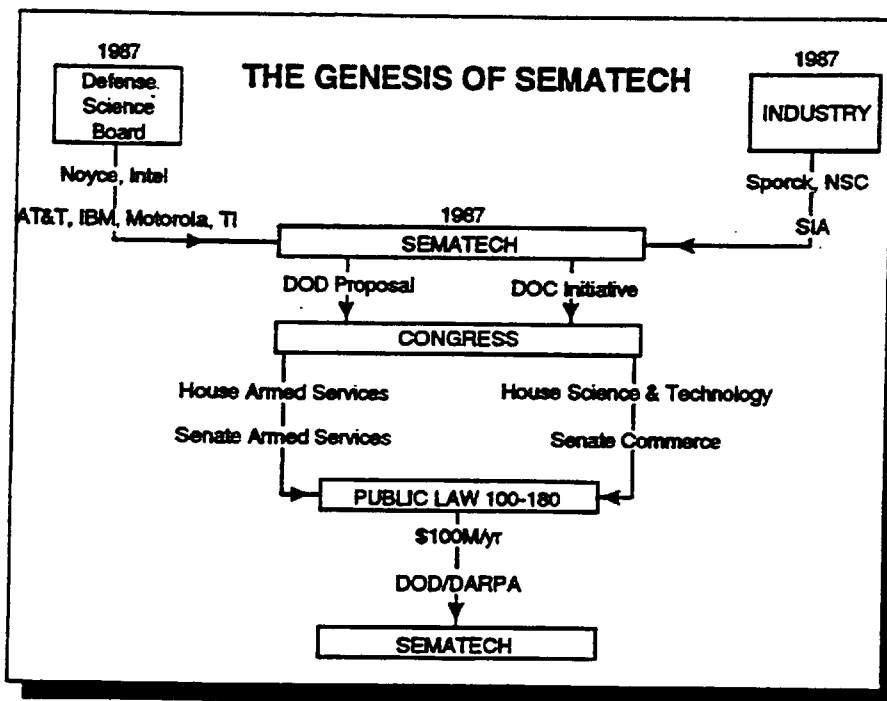 1987
Defense.
Science
Board
THE GENESIS OF SEMATECH
1987
INDUSTRY
Noyce, Intel
AT&T, IBM, Motorola, TI
Sporck, NSC
SIA
1987
SEMATECH
DOD Proposal
DOC Initiative
CONGRESS
House Armed Services
House Science & Technology
Senate Armed Services
Senate Commerce
PUBLIC LAW 100-180
$100M/yr
DOD/DARPA
SEMATECH